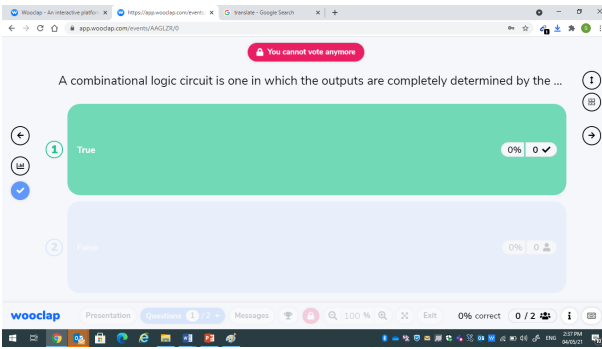 Wooclap - An interactive platform
https://app.wooclap.com/events
translate - Google Search
app.wooclap.com/events/AAGLZR/0
You cannot vote anymore
A combinational logic circuit is one in which the outputs are completely determined by the ...
1 True 0% 0
2 False 0% 0
wooclap Presentation Questions 1 / 2 Messages 100 % Exit 0% correct 0 / 2
ENG 2:37 PM
04/05/21